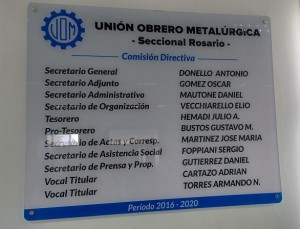 UOM
UNIÓN OBRERO METALÚRGICA
- Seccional Rosario -
Comisión Directiva
Secretario General DONELLO ANTONIO
Secretario Adjunto GOMEZ OSCAR
Secretario Administrativo MAUTONE DANIEL
Secretario de Organización VECCHIARELLO ELIO
Tesorero HEMADI JULIO A.
Pro-Tesorero BUSTOS GUSTAVO M.
Secretario de Actas y Corresp. MARTINEZ JOSE MARIA
Secretario de Asistencia Social FOPPIANI SERGIO
Secretario de Prensa y Prop. GUTIERREZ DANIEL
Vocal Titular CARTAZO ADRIAN
Vocal Titular TORRES ARMANDO N.
Período 2016 - 2020